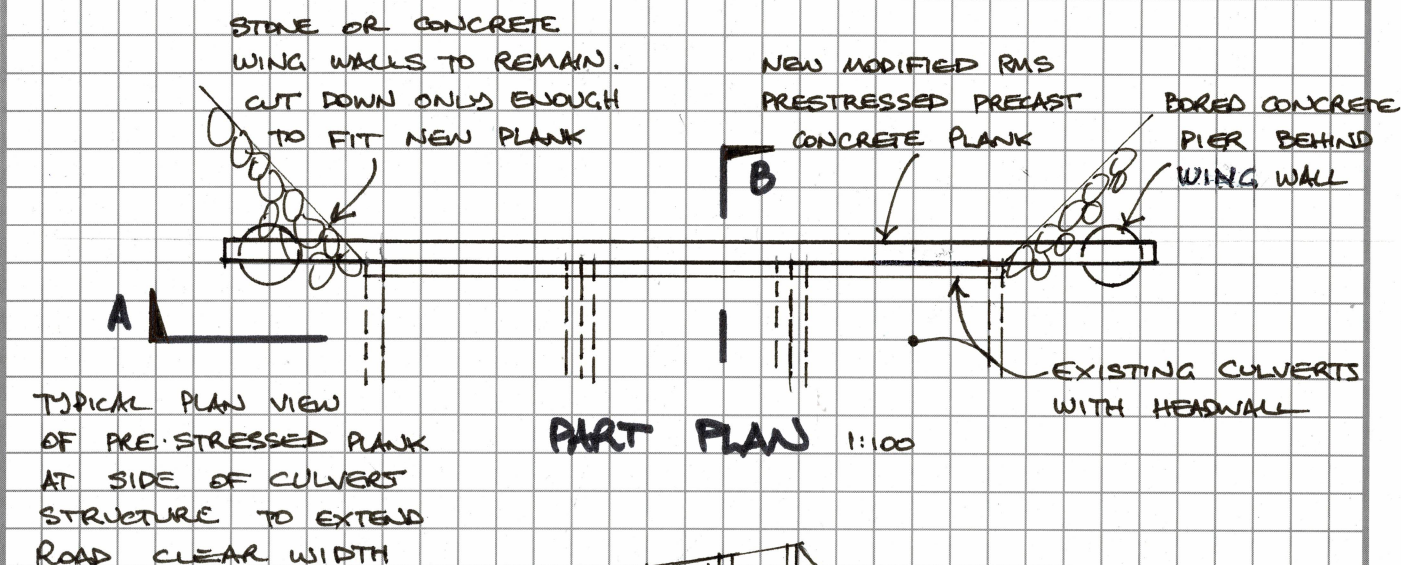 STONE OR CONCRETE
WING WALLS TO REMAIN.
CUT DOWN ONLY ENOUGH
TO FIT NEW PLANK
NEW MODIFIED RMS
PRESTRESSED PRECAST
CONCRETE PLANK
BORED CONCRETE
PIER BEHIND
WING WALL
B
A
EXISTING CULVERTS
WITH HEADWALL
TYPICAL PLAN VIEW
OF PRE·STRESSED PLANK
AT SIDE OF CULVERT
STRUCTURE TO EXTEND
ROAD CLEAR WIDTH
PART PLAN 1:100